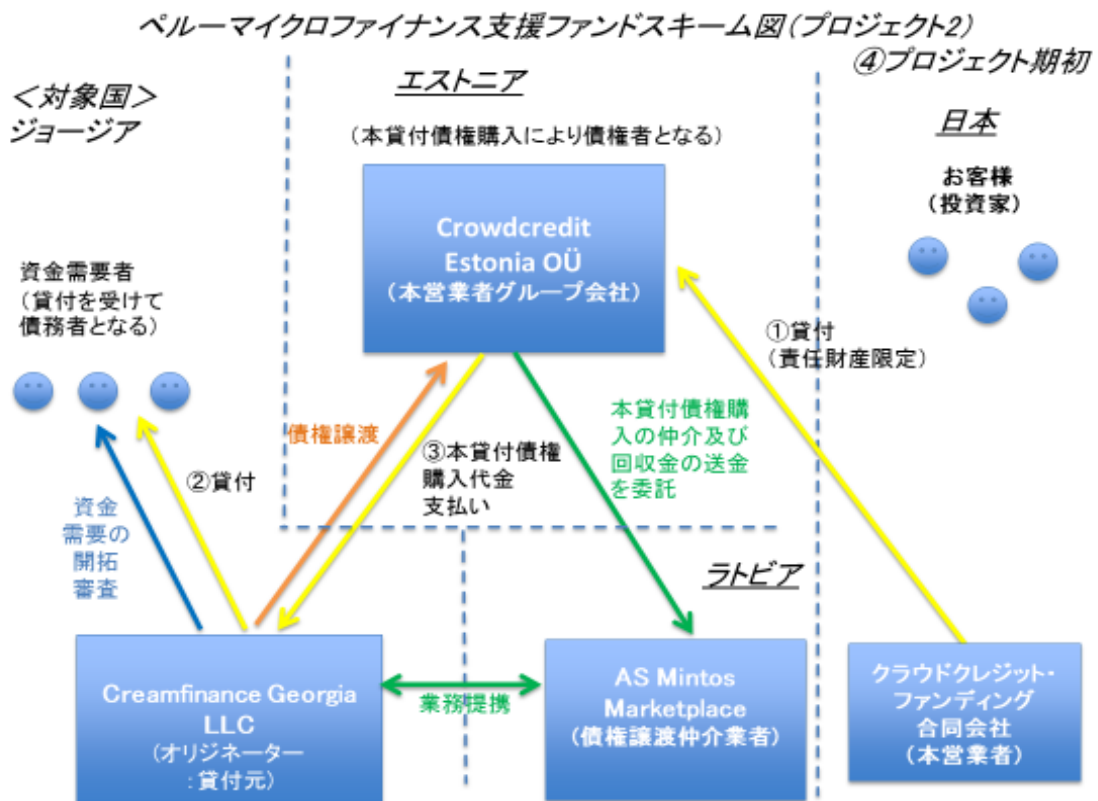 ペルーマイクロファイナンス支援ファンドスキーム図(プロジェクト2)
④プロジェクト期初
<対象国>
ジョージア
エストニア
日本
(本貸付債権購入により債権者となる)
お客様
(投資家)
Crowdcredit
Estonia OÜ
(本営業者グループ会社)
資金需要者
(貸付を受けて
債務者となる)
①貸付
(責任財産限定)
債権譲渡
③本貸付債権
購入代金
支払い
本貸付債権購
入の仲介及び
回収金の送金
を委託
②貸付
資金
需要の
開拓
審査
ラトビア
Creamfinance Georgia
LLC
(オリジネーター
:貸付元)
業務提携
AS Mintos
Marketplace
(債権譲渡仲介業者)
クラウドクレジット・
ファンディング
合同会社
(本営業者)